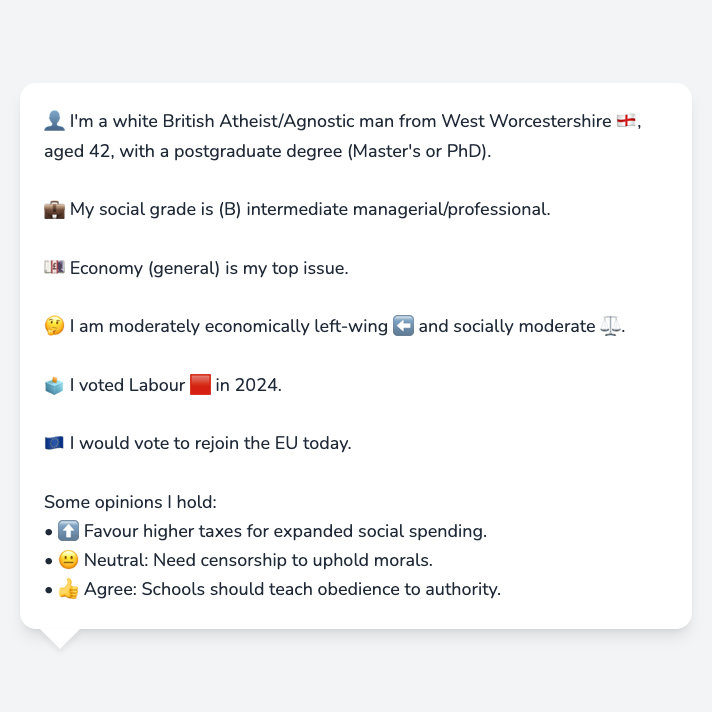 👤 I'm a white British Atheist/Agnostic man from West Worcestershire 🏴󠁧󠁢󠁥󠁮󠁧󠁿,
aged 42, with a postgraduate degree (Master's or PhD).
💼 My social grade is (B) intermediate managerial/professional.
💷 Economy (general) is my top issue.
🤔 I am moderately economically left-wing ⬅️ and socially moderate ⚖️.
🗳️ I voted Labour 🟥 in 2024.
🇪🇺 I would vote to rejoin the EU today.
Some opinions I hold:
• ⬆️ Favour higher taxes for expanded social spending.
• 😐 Neutral: Need censorship to uphold morals.
• 👍 Agree: Schools should teach obedience to authority.